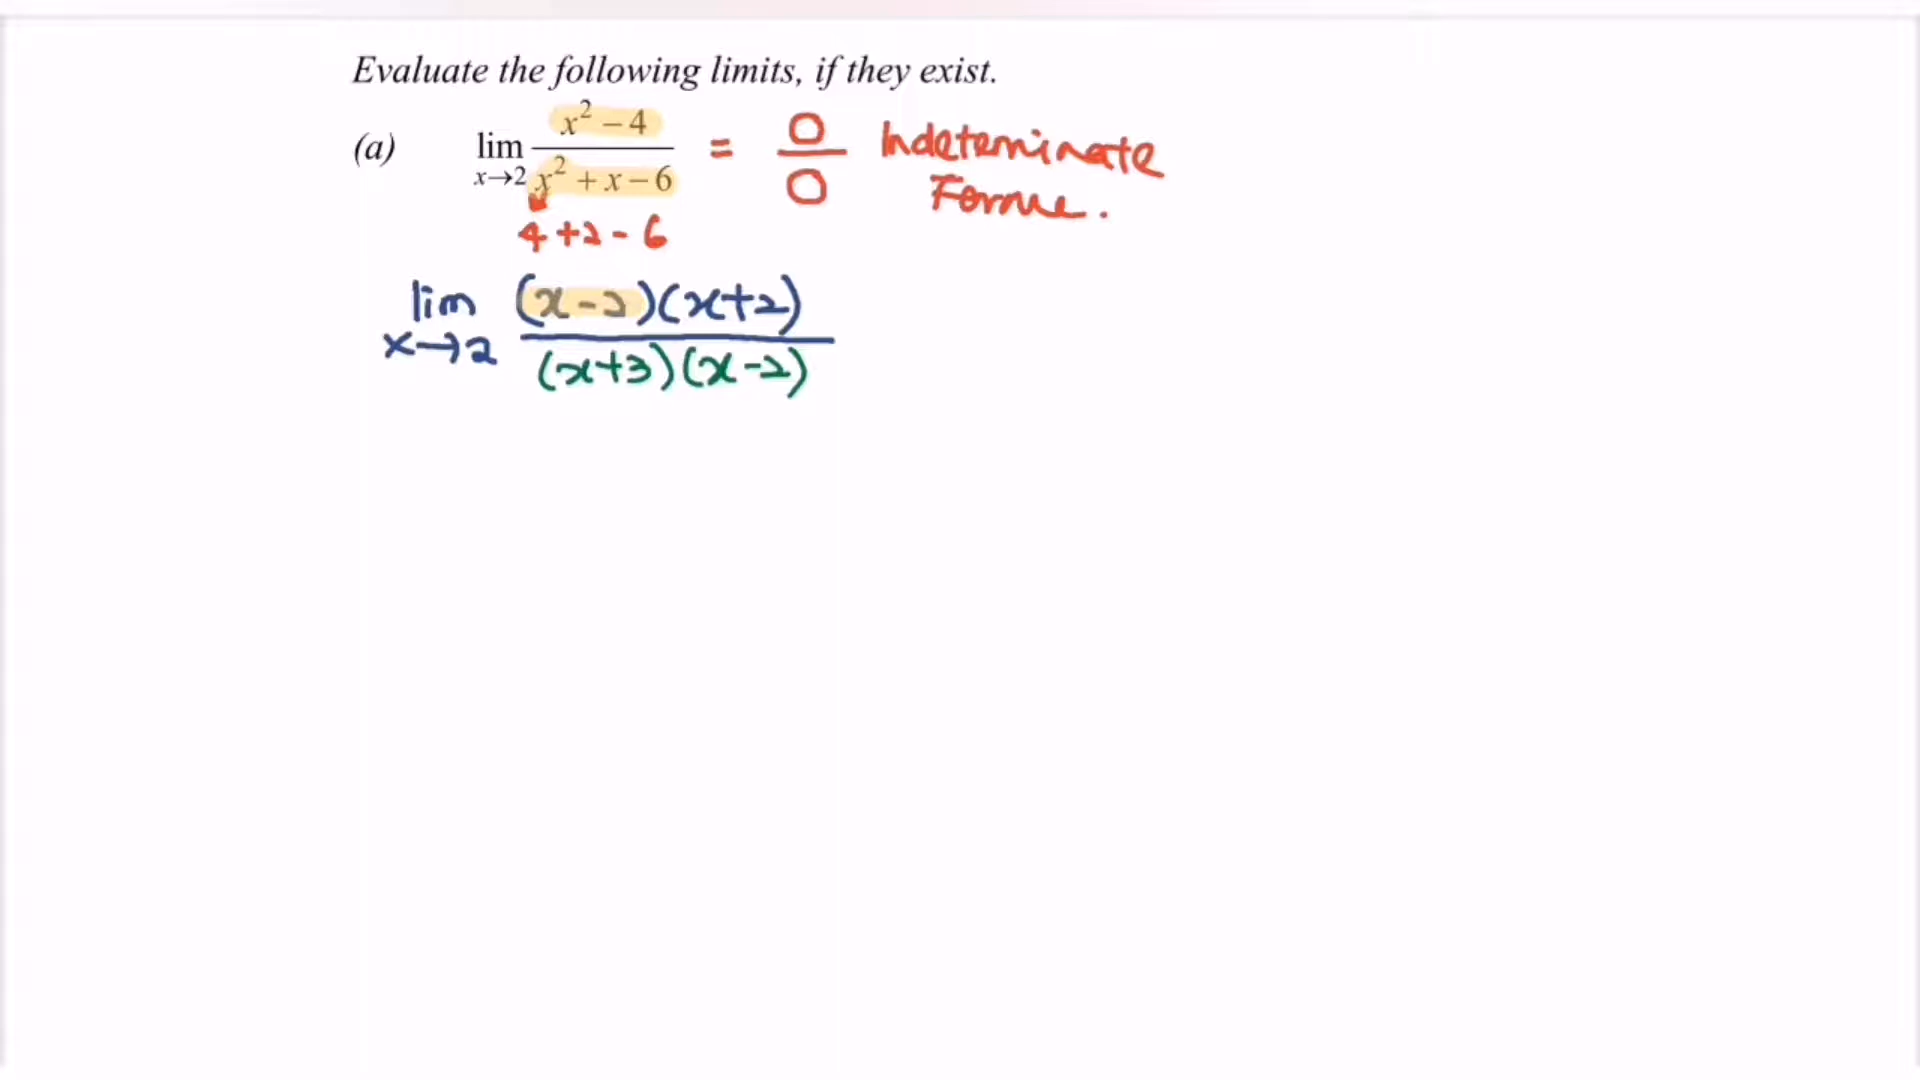 Evaluate the following limits, if they exist.
(a) lim x→2 (x² − 4)/(x² + x − 6) = 0/0 Indeterminate
Forme.
4 + 2 - 6
lim x→2 (x-2)(x+2)/(x+3)(x-2)